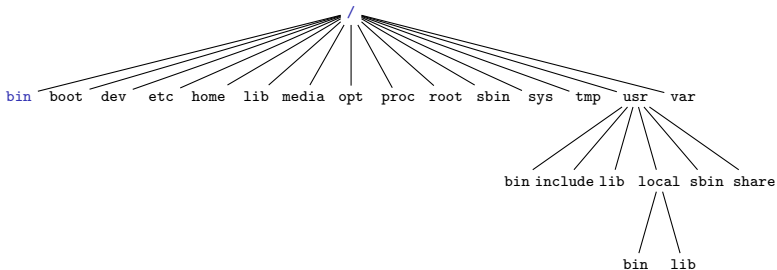 /
bin boot dev etc home lib media opt proc root sbin sys tmp usr var
bin include lib local sbin share
bin lib